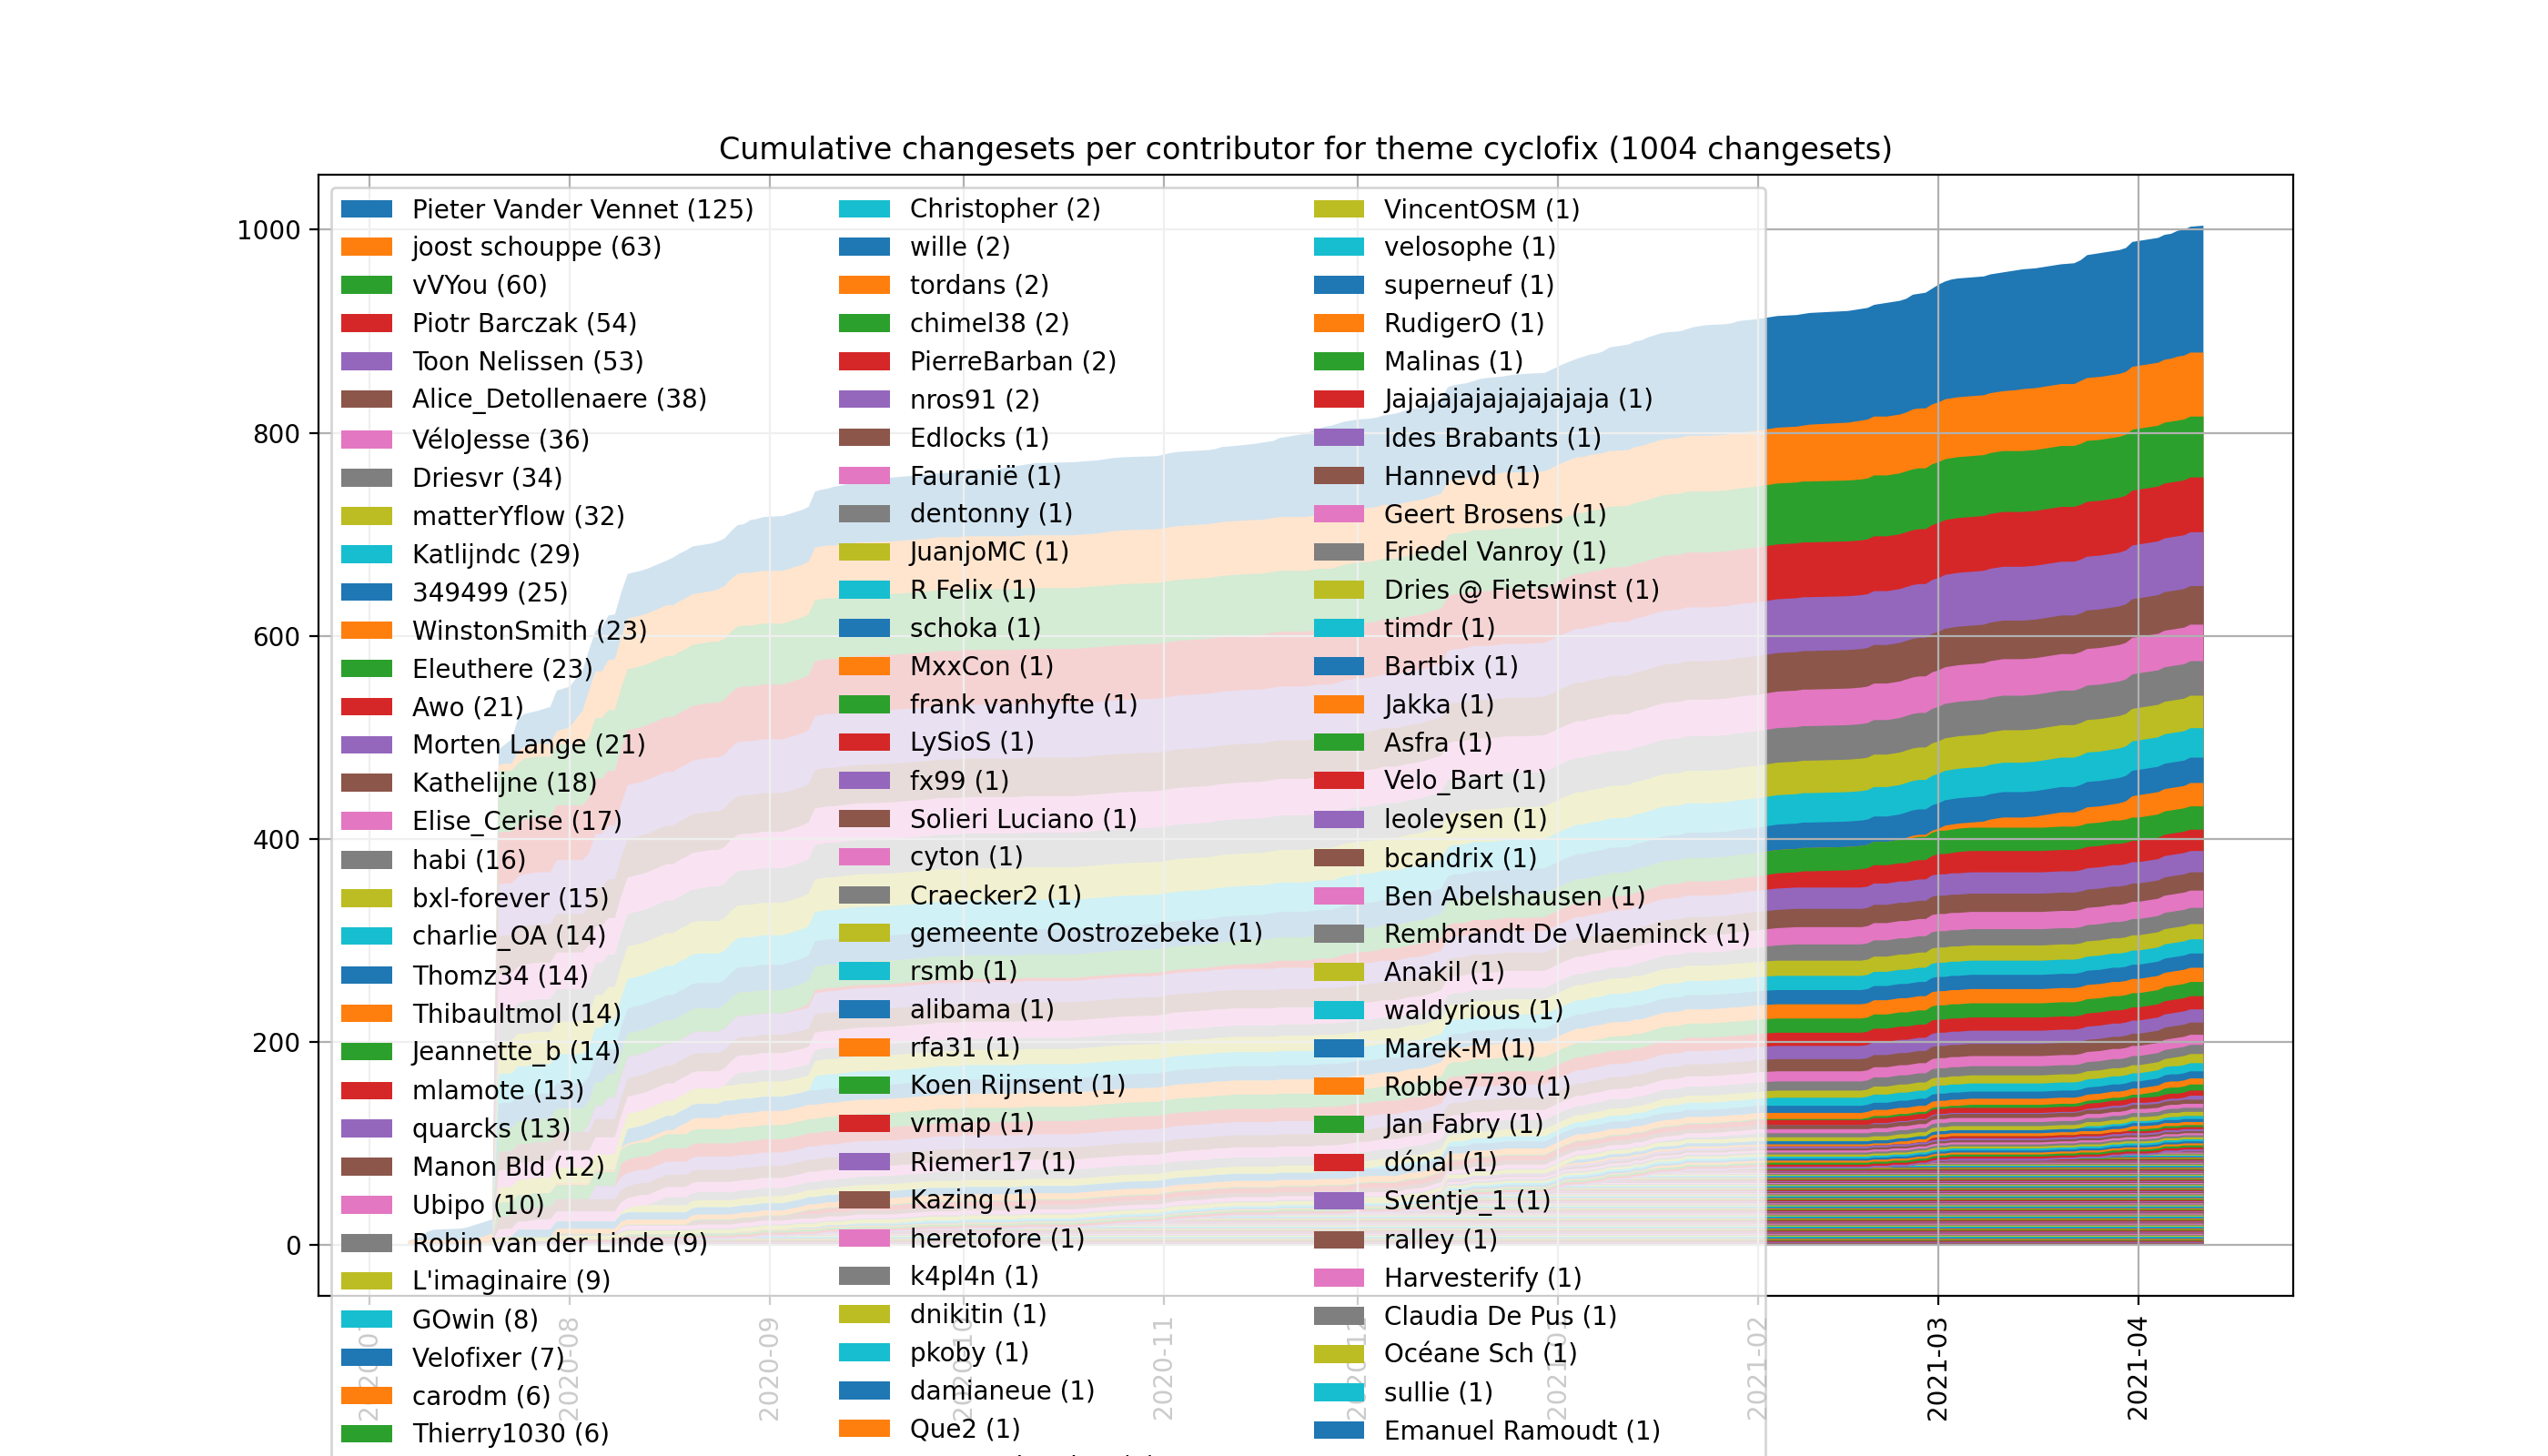 Cumulative changesets per contributor for theme cyclofix (1004 changesets)
1000
800
600
400
200
0
Pieter Vander Vennet (125)
joost schouppe (63)
vVYou (60)
Piotr Barczak (54)
Toon Nelissen (53)
Alice_Detollenaere (38)
VéloJesse (36)
Driesvr (34)
matterYflow (32)
Katlijndc (29)
349499 (25)
WinstonSmith (23)
Eleuthere (23)
Awo (21)
Morten Lange (21)
Kathelijne (18)
Elise_Cerise (17)
habi (16)
bxl-forever (15)
charlie_OA (14)
Thomz34 (14)
Thibaultmol (14)
Jeannette_b (14)
mlamote (13)
quarcks (13)
Manon Bld (12)
Ubipo (10)
Robin van der Linde (9)
L'imaginaire (9)
GOwin (8)
Velofixer (7)
carodm (6)
Thierry1030 (6)
Christopher (2)
wille (2)
tordans (2)
chimel38 (2)
PierreBarban (2)
nros91 (2)
Edlocks (1)
Fauranië (1)
dentonny (1)
JuanjoMC (1)
R Felix (1)
schoka (1)
MxxCon (1)
frank vanhyfte (1)
LySioS (1)
fx99 (1)
Solieri Luciano (1)
cyton (1)
Craecker2 (1)
gemeente Oostrozebeke (1)
rsmb (1)
alibama (1)
rfa31 (1)
Koen Rijnsent (1)
vrmap (1)
Riemer17 (1)
Kazing (1)
heretofore (1)
k4pl4n (1)
dnikitin (1)
pkoby (1)
damianeue (1)
Que2 (1)
VincentOSM (1)
velosophe (1)
superneuf (1)
RudigerO (1)
Malinas (1)
Jajajajajajajajaja (1)
Ides Brabants (1)
Hannevd (1)
Geert Brosens (1)
Friedel Vanroy (1)
Dries @ Fietswinst (1)
timdr (1)
Bartbix (1)
Jakka (1)
Asfra (1)
Velo_Bart (1)
leoleysen (1)
bcandrix (1)
Ben Abelshausen (1)
Rembrandt De Vlaeminck (1)
Anakil (1)
waldyrious (1)
Marek-M (1)
Robbe7730 (1)
Jan Fabry (1)
dónal (1)
Sventje_1 (1)
ralley (1)
Harvesterify (1)
Claudia De Pus (1)
Océane Sch (1)
sullie (1)
Emanuel Ramoudt (1)
2020-08
2020-09
2020-10
2020-11
2020-12
2021-01
2021-02
2021-03
2021-04